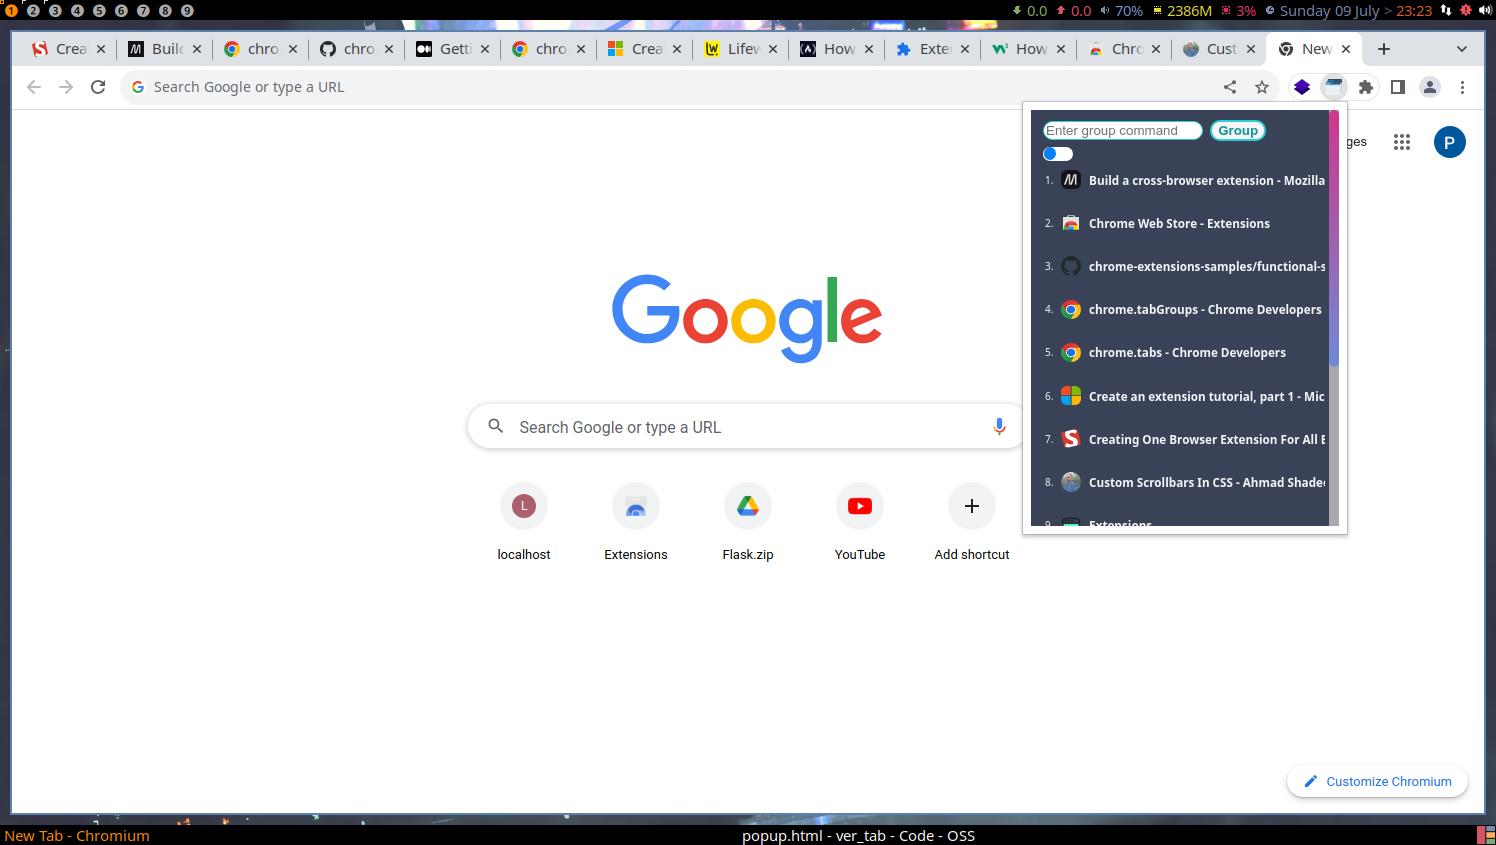 1 2 3 4 5 6 7 8 9 0.0 0.0 70% 2386M 3% Sunday 09 July > 23:23
Crea Build chro chro Getti chro Crea Lifew How Exte How Chro Cust New
Search Google or type a URL
Enter group command Group
ges P
1. Build a cross-browser extension - Mozilla
2. Chrome Web Store - Extensions
3. chrome-extensions-samples/functional-s
4. chrome.tabGroups - Chrome Developers
5. chrome.tabs - Chrome Developers
6. Create an extension tutorial, part 1 - Mic
7. Creating One Browser Extension For All B
8. Custom Scrollbars In CSS - Ahmad Shadee
9. Extensions
Google
Search Google or type a URL
L
localhost Extensions Flask.zip YouTube Add shortcut
Customize Chromium
New Tab - Chromium popup.html - ver_tab - Code - OSS